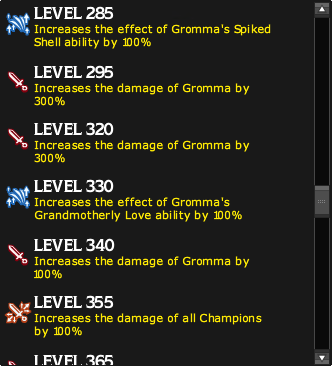 LEVEL 285
Increases the effect of Gromma's Spiked
Shell ability by 100%
LEVEL 295
Increases the damage of Gromma by
300%
LEVEL 320
Increases the damage of Gromma by
300%
LEVEL 330
Increases the effect of Gromma's
Grandmotherly Love ability by 100%
LEVEL 340
Increases the damage of Gromma by
100%
LEVEL 355
Increases the damage of all Champions
by 100%
LEVEL 365